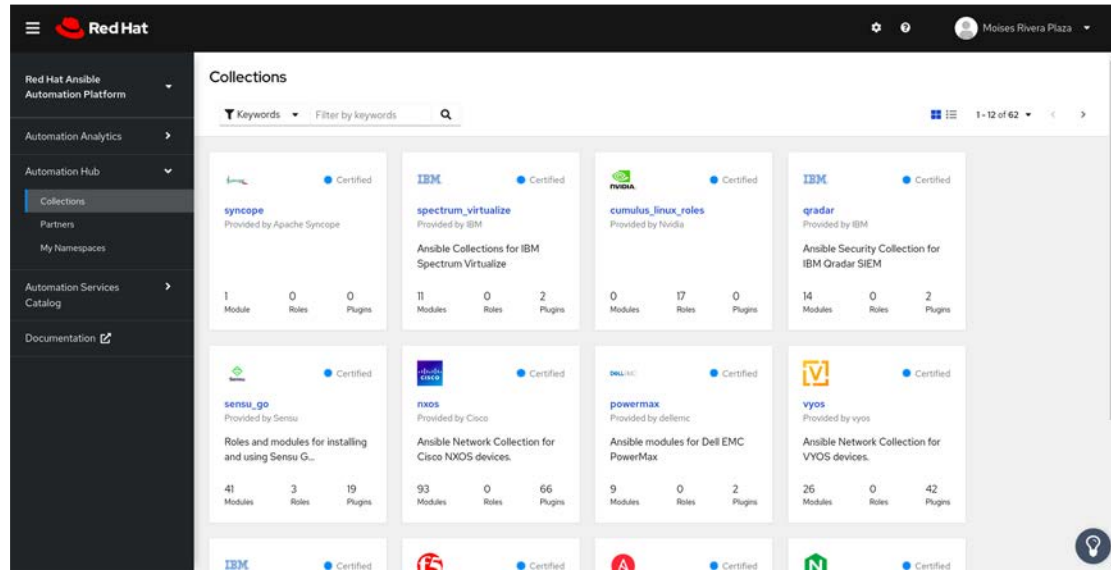 Red Hat
Moises Rivera Plaza
Red Hat Ansible
Automation Platform
Automation Analytics
Automation Hub
Collections
Partners
My Namespaces
Automation Services
Catalog
Documentation
Collections
Keywords
Filter by keywords
1 - 12 of 62
Certified
syncope
Provided by Apache Syncope
1 0 0
Module Roles Plugins
IBM
Certified
spectrum_virtualize
Provided by IBM
Ansible Collections for IBM
Spectrum Virtualize
11 0 2
Modules Roles Plugins
NVIDIA
Certified
cumulus_linux_roles
Provided by Nvidia
0 17 0
Modules Roles Plugins
IBM
Certified
qradar
Provided by IBM
Ansible Security Collection for
IBM Qradar SIEM
14 0 2
Modules Roles Plugins
Sensu
Certified
sensu_go
Provided by Sensu
Roles and modules for installing
and using Sensu G...
41 3 19
Modules Roles Plugins
CISCO
Certified
nxos
Provided by Cisco
Ansible Network Collection for
Cisco NXOS devices.
93 0 66
Modules Roles Plugins
DELL EMC
Certified
powermax
Provided by dellemc
Ansible modules for Dell EMC
PowerMax
9 0 2
Modules Roles Plugins
V
Certified
vyos
Provided by vyos
Ansible Network Collection for
VYOS devices.
26 0 42
Modules Roles Plugins
IBM
Certified
f5
Certified
A
Certified
N
Certified